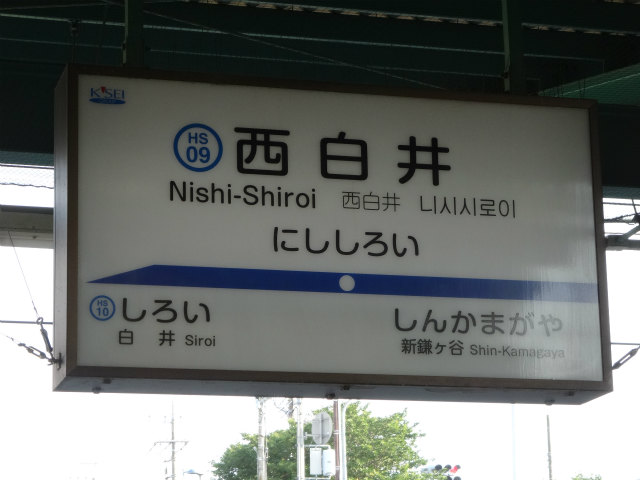 K'SEI
HS 09
西白井
Nishi-Shiroi 西白井 니시시로이
にししろい
HS 10
しろい
白井 Siroi
しんかまがや
新鎌ヶ谷 Shin-Kamagaya